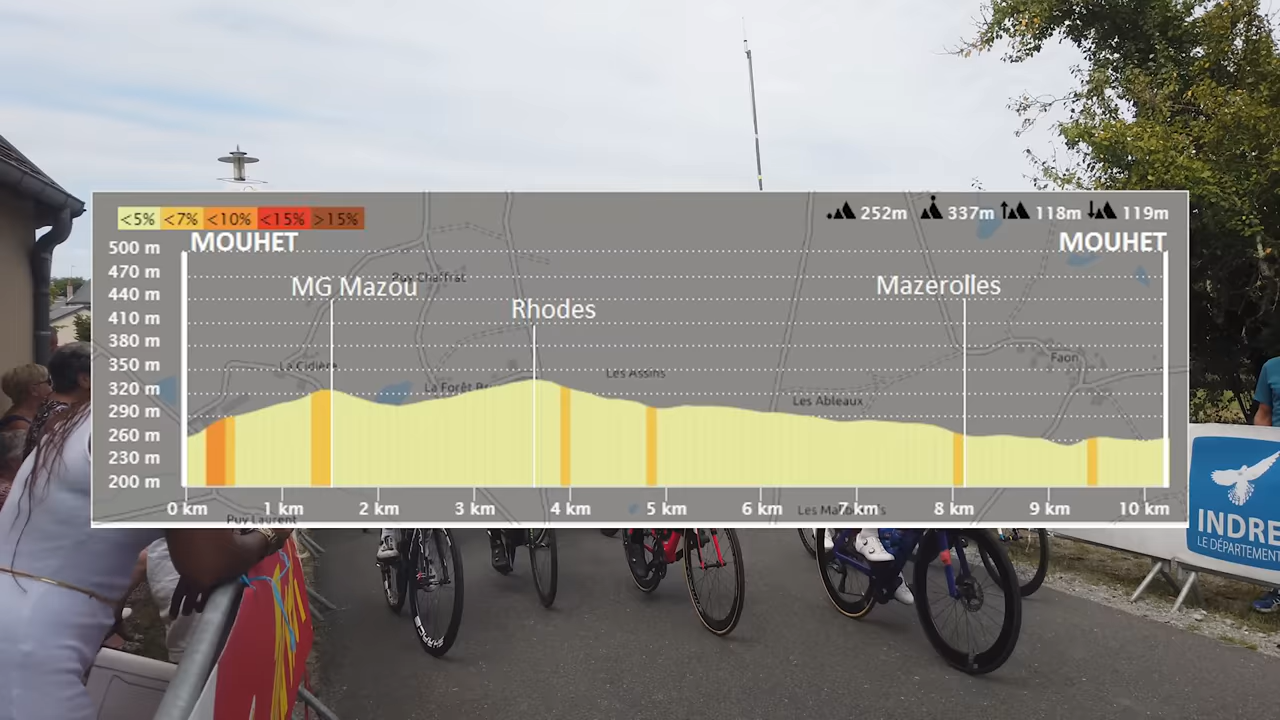 <5% <7% <10% <15% >15%
252m 337m 118m 119m
MOUHET
MOUHET
500 m
470 m
440 m
410 m
380 m
350 m
320 m
290 m
260 m
230 m
200 m
Puy Chaffrat
MG Mazou
Mazerolles
Rhodes
La Cidière
Faon
Les Assins
La Forêt
Les Ableaux
0 km 1 km 2 km 3 km 4 km 5 km 6 km 7 km 8 km 9 km 10 km
Puy Laurent
INDRE
LE DÉPARTEMENT